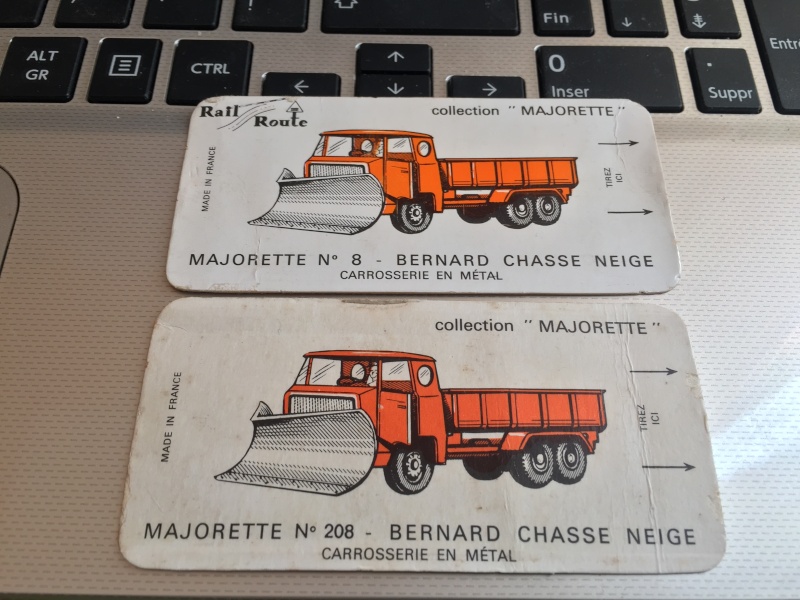 Fin
ALT
GR
CTRL
0
Inser
.
Suppr
Entré
Rail
Route
collection "MAJORETTE"
MADE IN FRANCE
TIREZ
ICI
MAJORETTE N° 8 - BERNARD CHASSE NEIGE
CARROSSERIE EN MÉTAL
collection "MAJORETTE"
MADE IN FRANCE
TIREZ
ICI
MAJORETTE N° 208 - BERNARD CHASSE NEIGE
CARROSSERIE EN MÉTAL